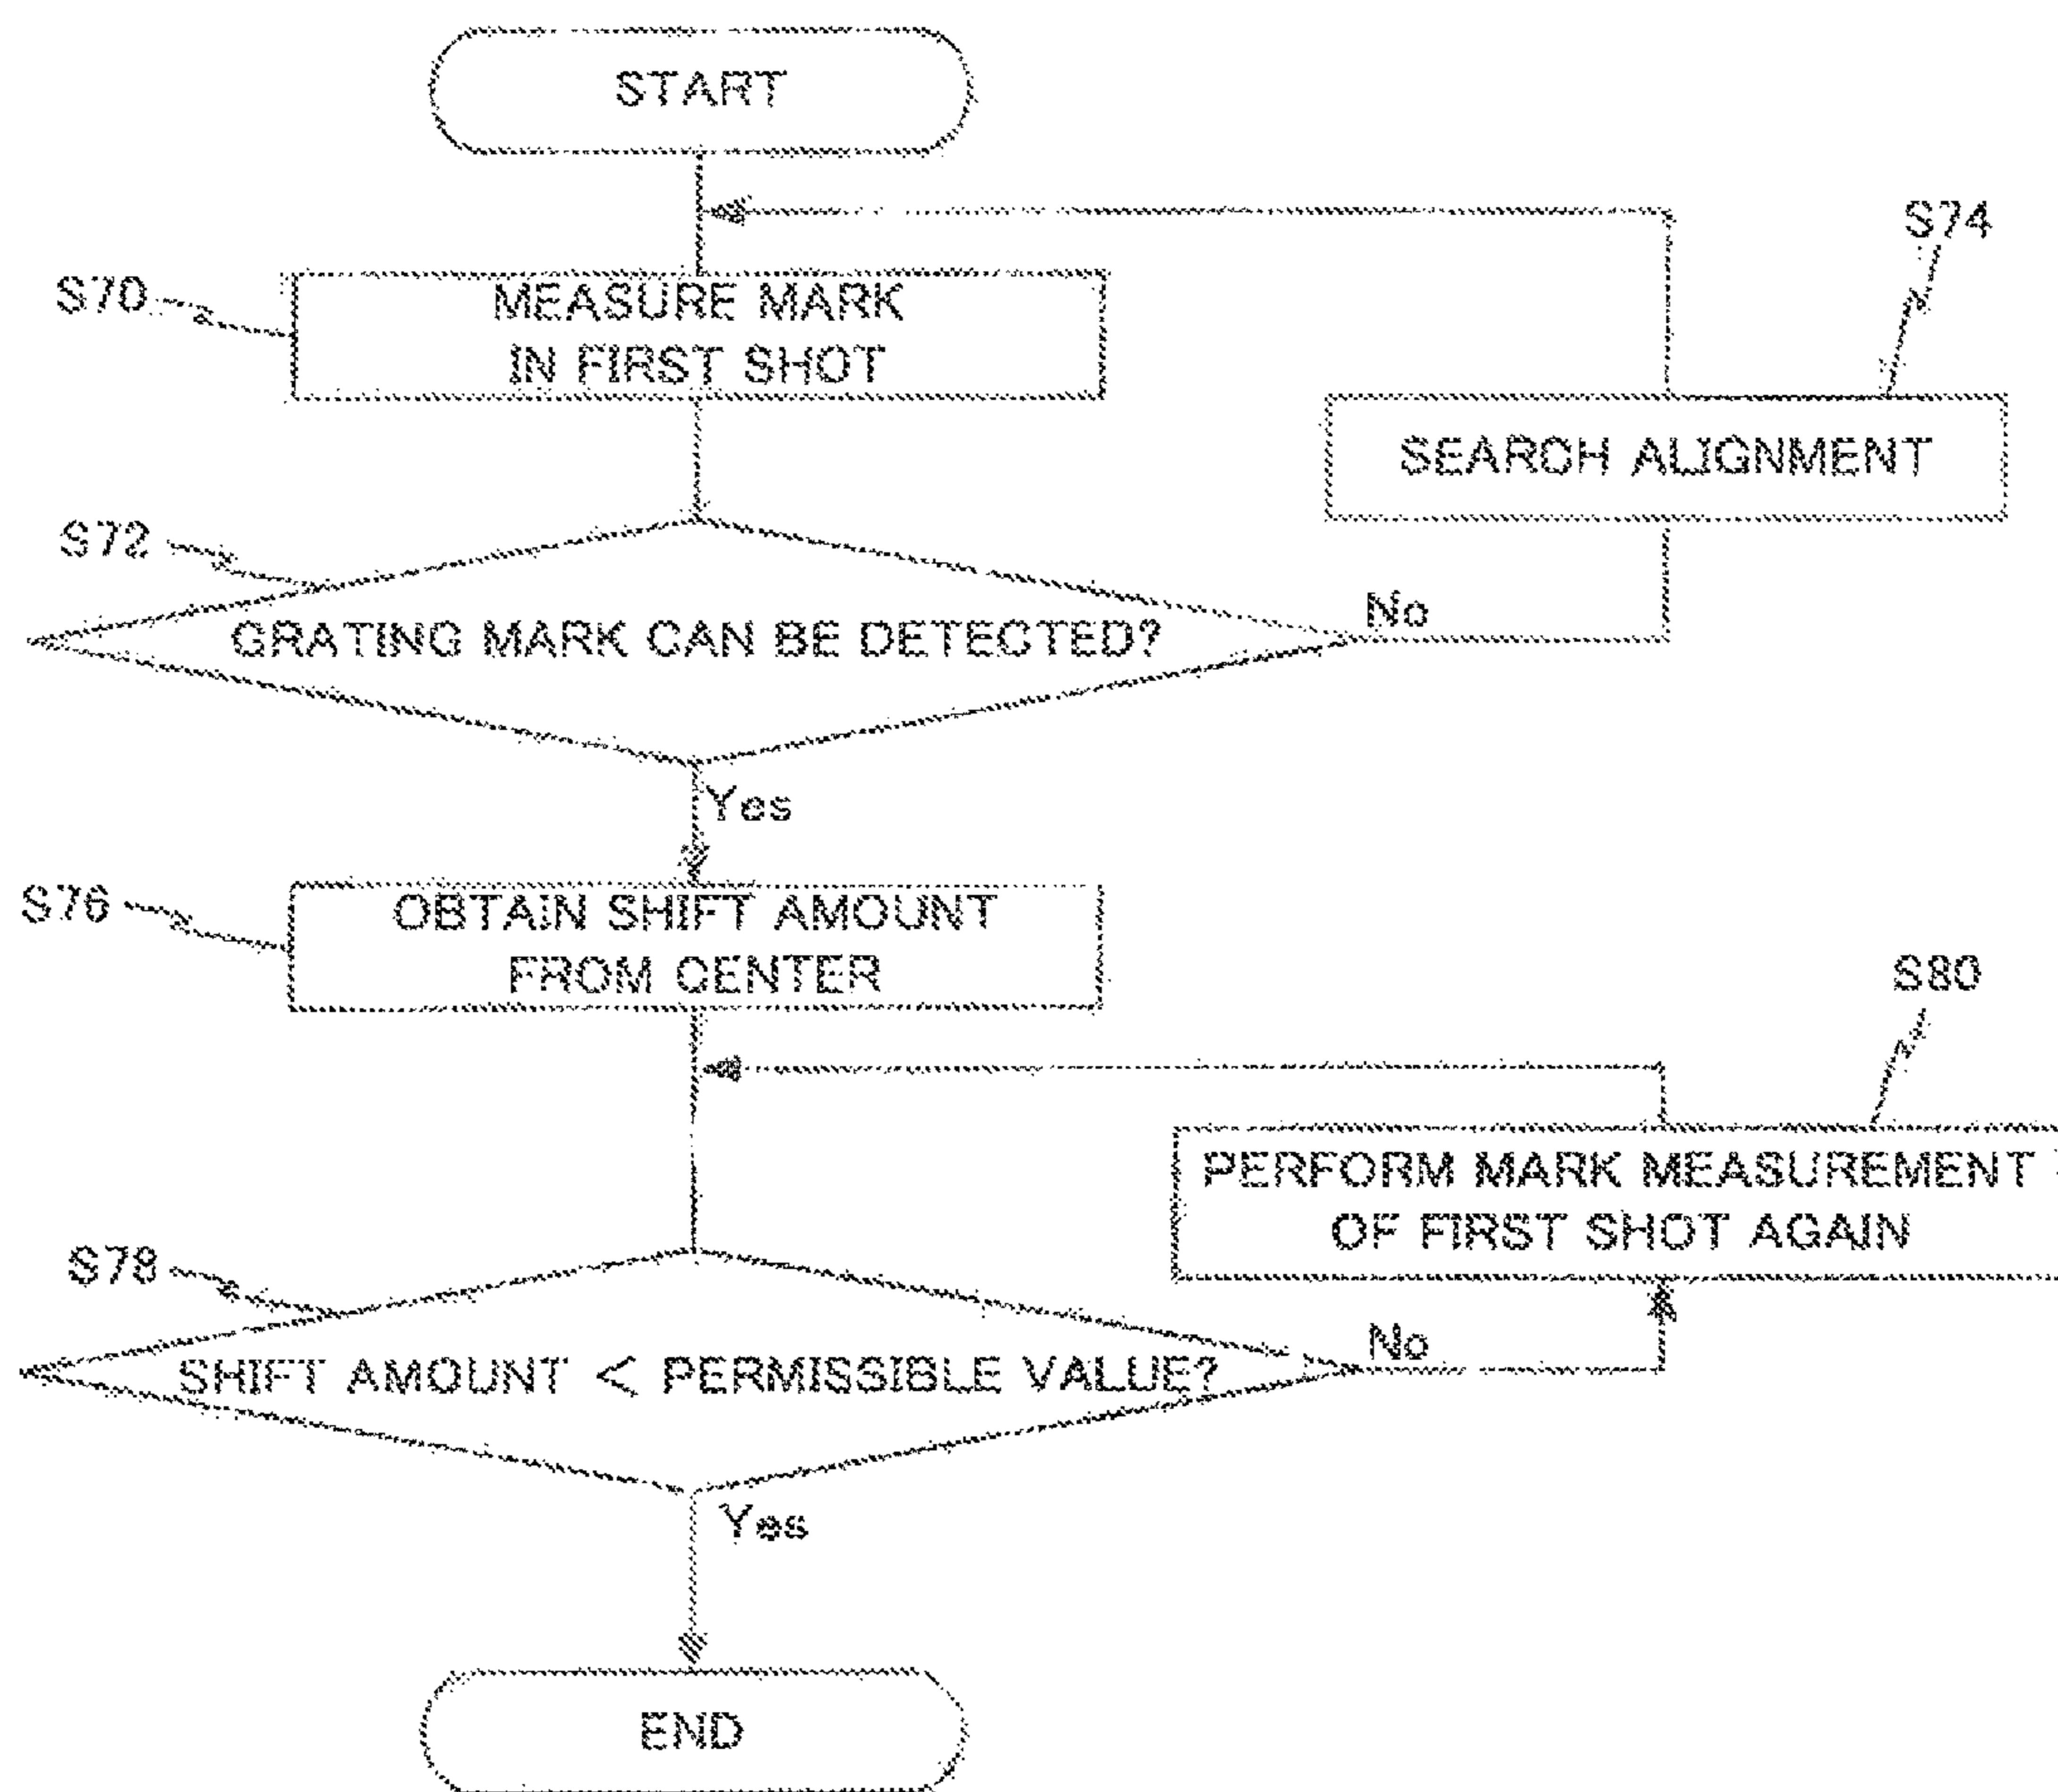 START
S74
S70
MEASURE MARK
IN FIRST SHOT
SEARCH ALIGNMENT
S72
No
GRATING MARK CAN BE DETECTED?
Yes
S76
OBTAIN SHIFT AMOUNT
FROM CENTER
S80
PERFORM MARK MEASUREMENT
OF FIRST SHOT AGAIN
S78
No
SHIFT AMOUNT < PERMISSIBLE VALUE?
Yes
END